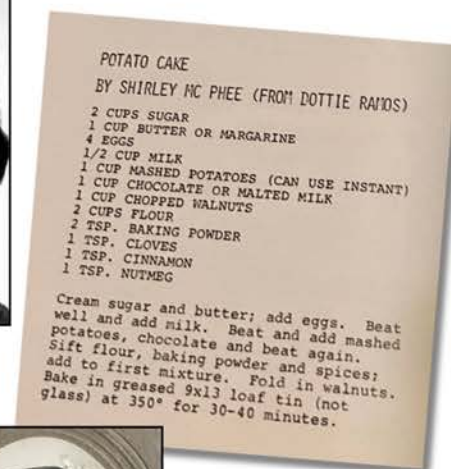 POTATO CAKE
BY SHIRLEY MC PHEE (FROM DOTTIE RAMOS)
2 CUPS SUGAR
1 CUP BUTTER OR MARGARINE
4 EGGS
1/2 CUP MILK
1 CUP MASHED POTATOES (CAN USE INSTANT)
1 CUP CHOCOLATE OR MALTED MILK
1 CUP CHOPPED WALNUTS
2 CUPS FLOUR
2 TSP. BAKING POWDER
1 TSP. CLOVES
1 TSP. CINNAMON
1 TSP. NUTMEG
Cream sugar and butter; add eggs. Beat
well and add milk. Beat and add mashed
potatoes, chocolate and beat again.
Sift flour, baking powder and spices;
add to first mixture. Fold in walnuts.
Bake in greased 9x13 loaf tin (not
glass) at 350° for 30-40 minutes.